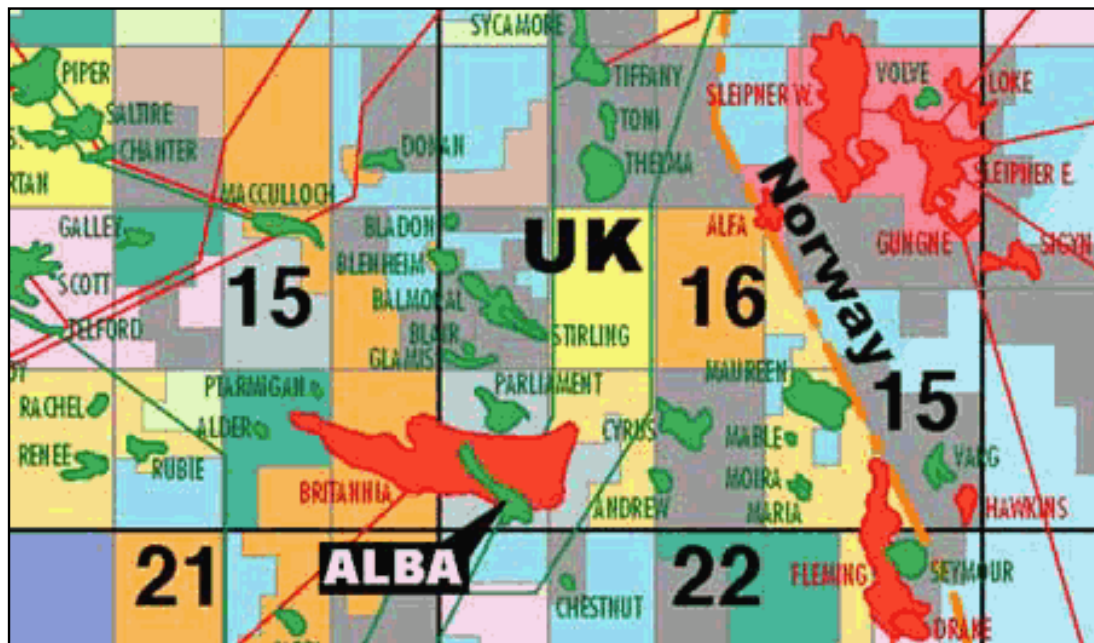 SYCAMORE
PIPER
TIFFANY
SLEIPNER W.
VOLVE
LOKE
SALTIRE
TONI
CHANTER
DONAN
THELMA
SLEIPNER E.
MACCULLOCH
GALLEY
BLADON
UK
ALFA
Norway
GUNGNE
SIGYN
BLENHEIM
SCOTT
15
BALMORAL
16
TELFORD
BLAIR
STIRLING
GLAMIS
PTARMIGAN
PARLIAMENT
MAUREEN
15
RACHEL
ALDER
CYRUS
MABLE
RENEE
RUBIE
VARG
BRITANNIA
ANDREW
MOIRA
MARIA
HAWKINS
21
ALBA
22
FLEMING
SEYMOUR
CHESTNUT
DRAKE